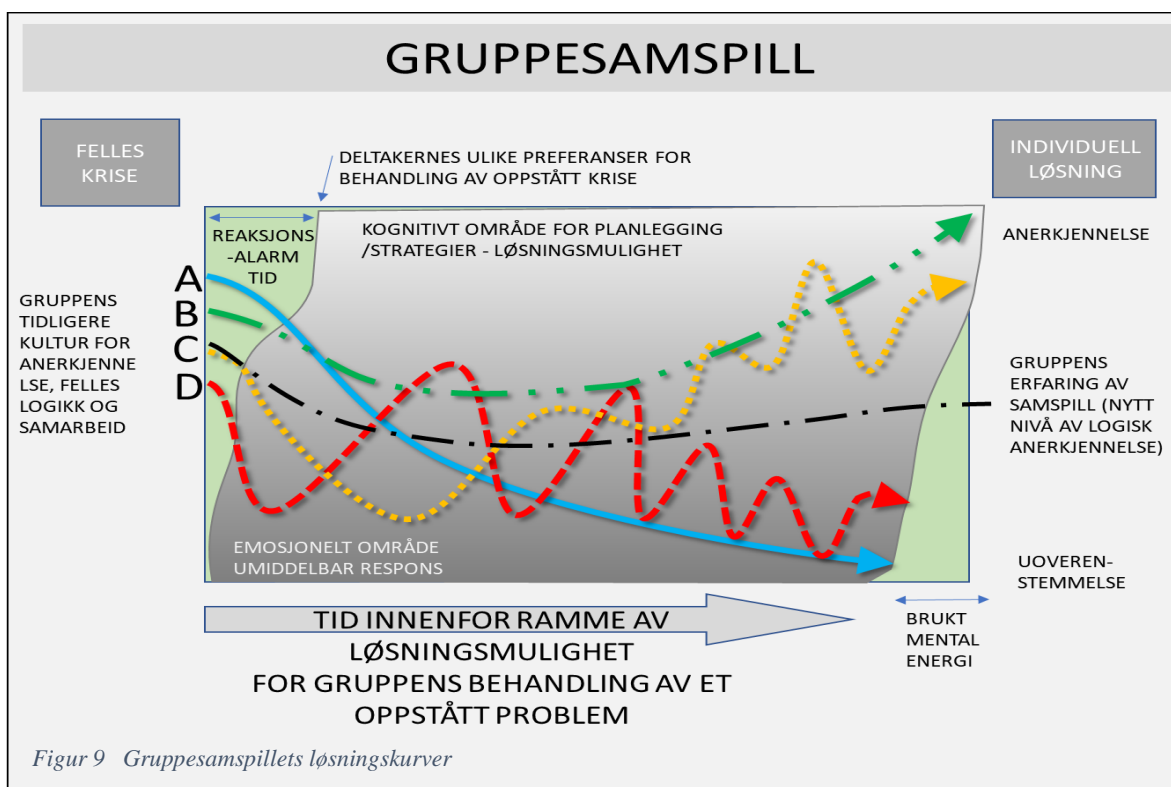 GRUPPESAMSPILL
FELLES
KRISE
DELTAKERNES ULIKE PREFERANSER FOR
BEHANDLING AV OPPSTÅTT KRISE
INDIVIDUELL
LØSNING
REAKSJONS
-ALARM
TID
KOGNITIVT OMRÅDE FOR PLANLEGGING
/STRATEGIER - LØSNINGSMULIGHET
ANERKJENNELSE
GRUPPENS
TIDLIGERE
KULTUR FOR
ANERKJENNE
LSE, FELLES
LOGIKK OG
SAMARBEID
A
B
C
D
GRUPPENS
ERFARING AV
SAMSPILL (NYTT
NIVÅ AV LOGISK
ANERKJENNELSE)
EMOSJONELT OMRÅDE
UMIDDELBAR RESPONS
UOVEREN-
STEMMELSE
TID INNENFOR RAMME AV
LØSNINGSMULIGHET
FOR GRUPPENS BEHANDLING AV ET
OPPSTÅTT PROBLEM
BRUKT
MENTAL
ENERGI
Figur 9 Gruppesamspillets løsningskurver